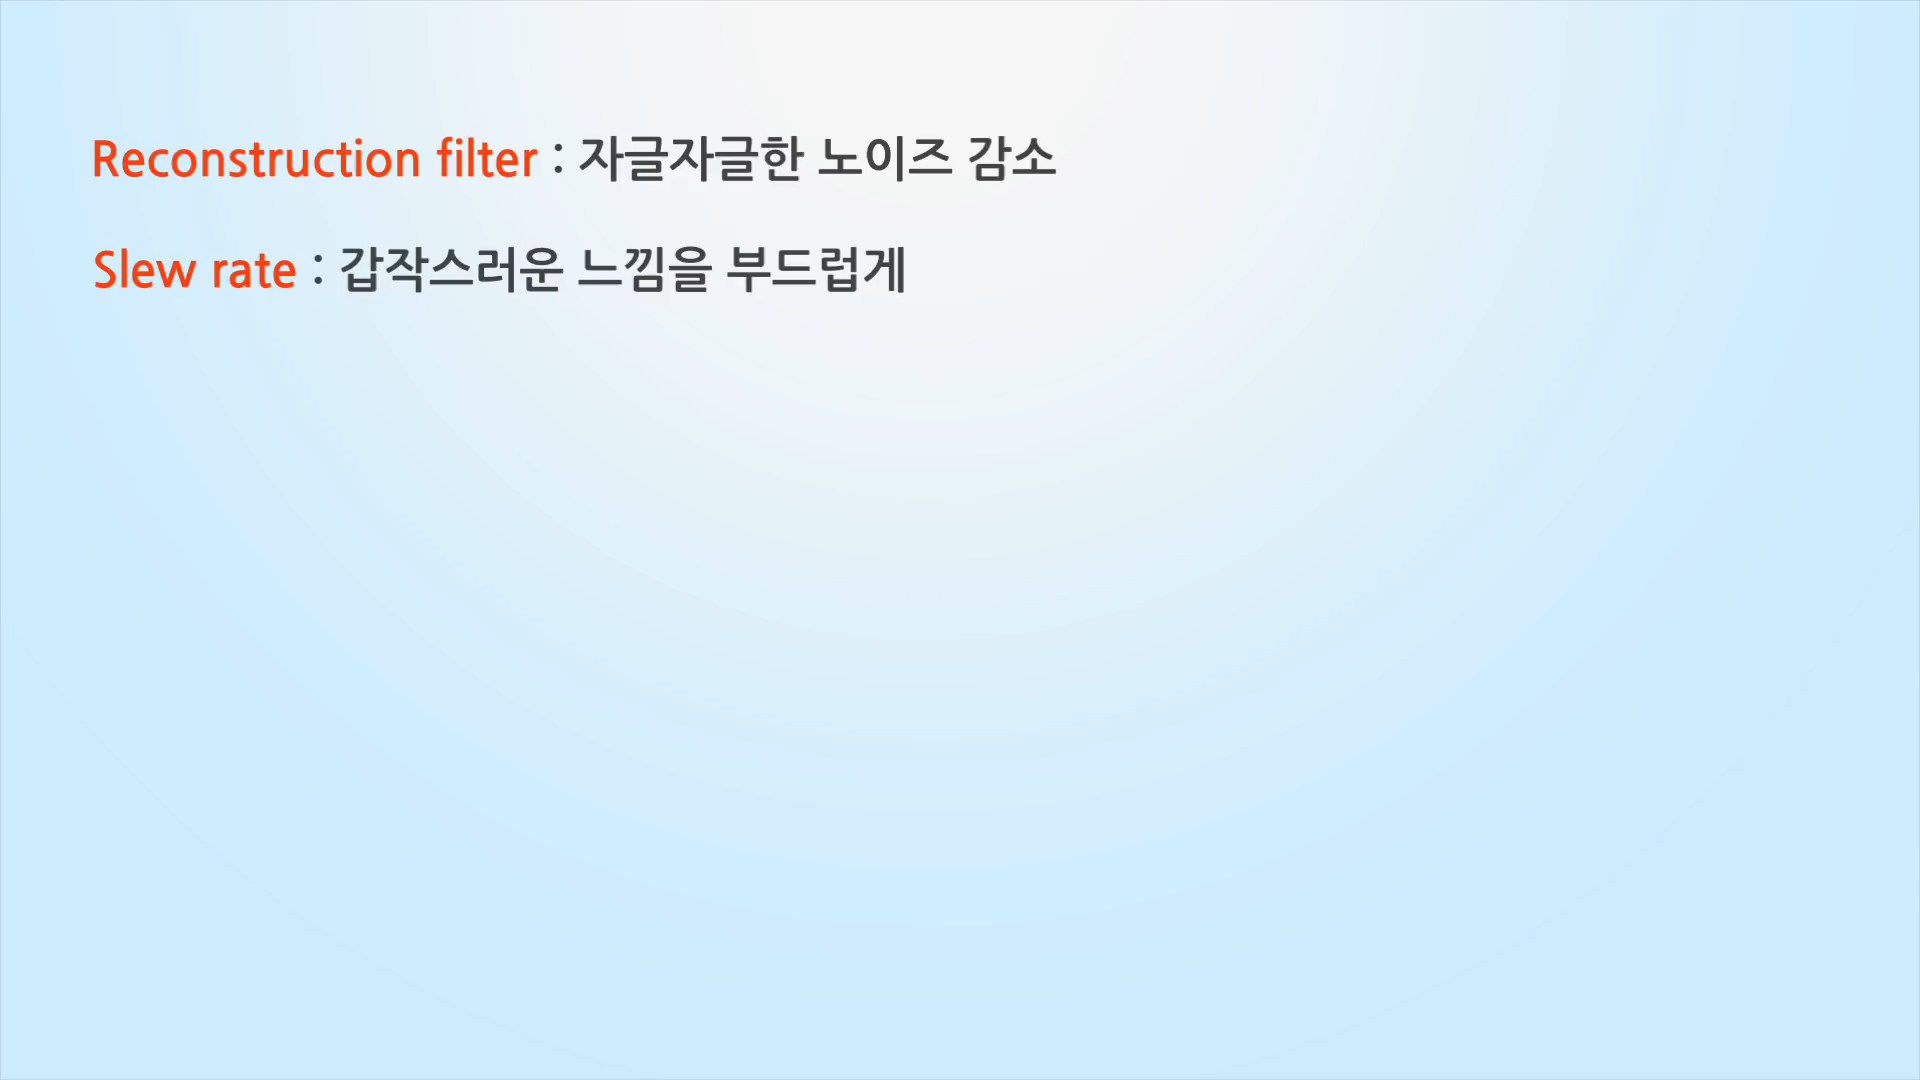 Reconstruction filter : 자글자글한 노이즈 감소
Slew rate : 갑작스러운 느낌을 부드럽게